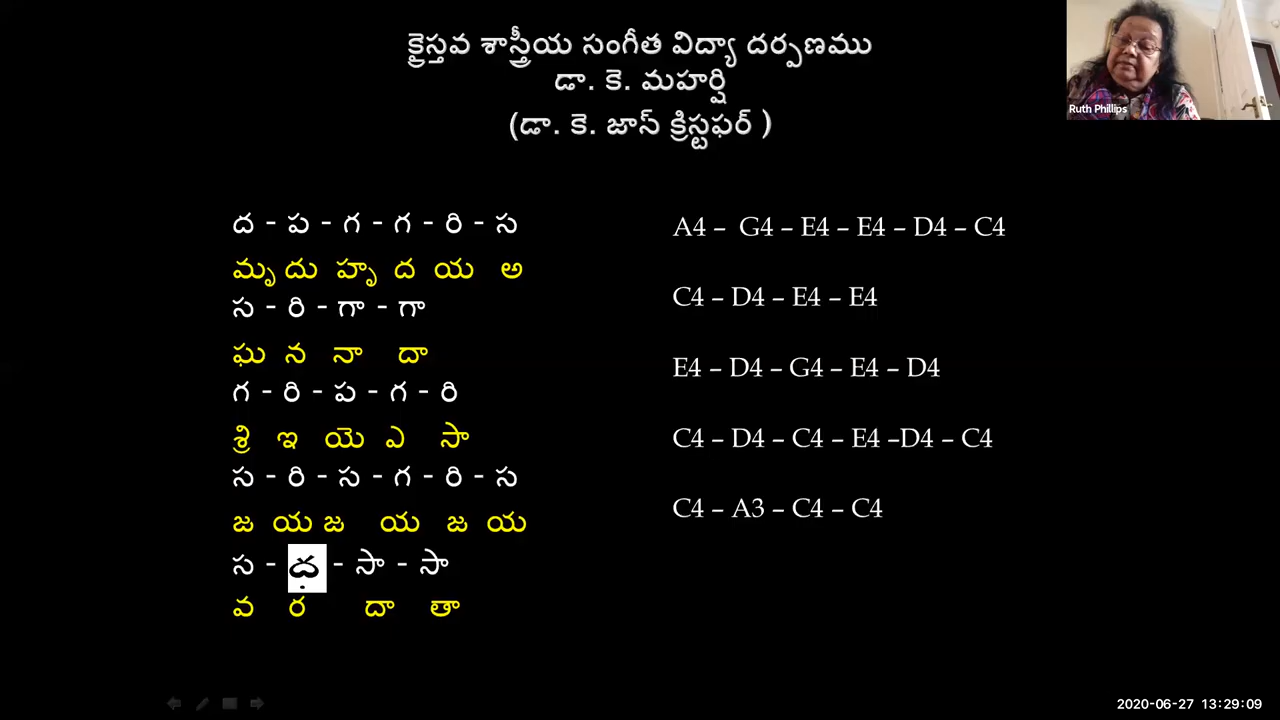 క్రైస్తవ శాస్త్రీయ సంగీత విద్యా దర్పణము
డా. కె. మహర్షి
(డా. కె. జాస్ క్రిస్టఫర్ )
Ruth Phillips
ద - ప - గ - గ - రి - స
మృ దు హృ ద య అ
స - రి - గా - గా
ఘ న నా దా
గ - రి - ప - గ - రి
శ్రి ఇ యె ఎ సా
స - రి - స - గ - రి - స
జ య జ య జ య
స - ద़ - సా - సా
వ ర దా తా
A4 – G4 – E4 – E4 – D4 – C4
C4 – D4 – E4 – E4
E4 – D4 – G4 – E4 – D4
C4 – D4 – C4 – E4 –D4 – C4
C4 – A3 – C4 – C4
2020-06-27 13:29:09